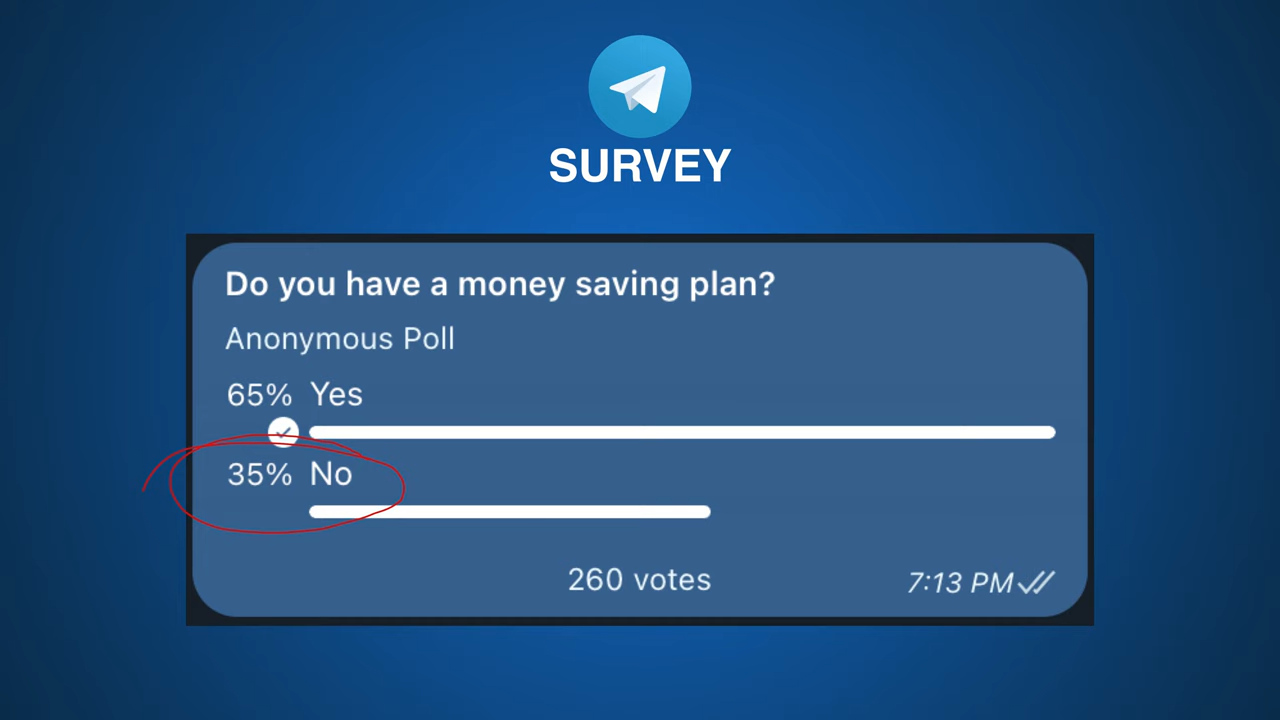 SURVEY
Do you have a money saving plan?
Anonymous Poll
65% Yes
35% No
260 votes
7:13 PM